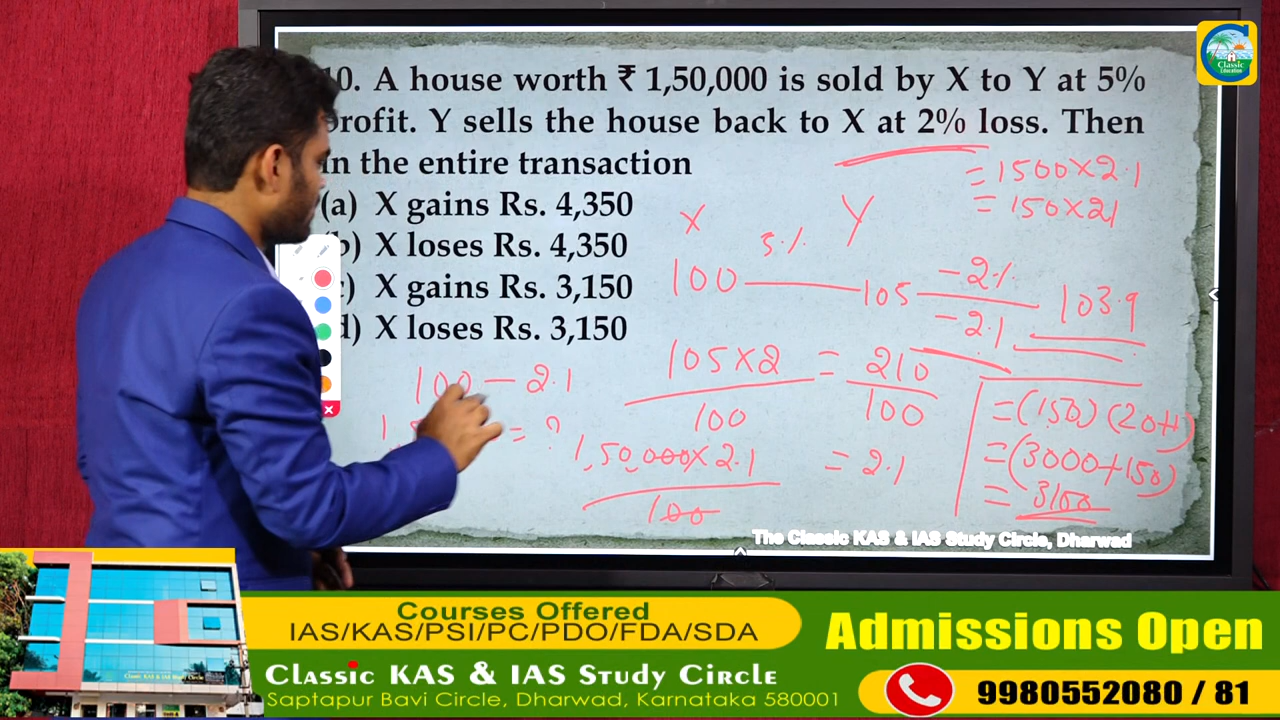 10. A house worth ₹ 1,50,000 is sold by X to Y at 5%
profit. Y sells the house back to X at 2% loss. Then
in the entire transaction
(a) X gains Rs. 4,350
(b) X loses Rs. 4,350
(c) X gains Rs. 3,150
(d) X loses Rs. 3,150
= 1500 X 2.1
= 150 X 21
X 5% Y
100 105 -2% 103.9
-2.1
105 X 2 = 210
100 100
= 2.1
100 - 2.1
= ?
1,50,000 X 2.1
100
= (150) (20+1)
= (3000 + 150)
= 3100
The Classic KAS & IAS Study Circle, Dharwad
Classic
Education
Courses Offered
IAS/KAS/PSI/PC/PDO/FDA/SDA
Classic KAS & IAS Study Circle
Saptapur Bavi Circle, Dharwad, Karnataka 580001
Admissions Open
9980552080 / 81